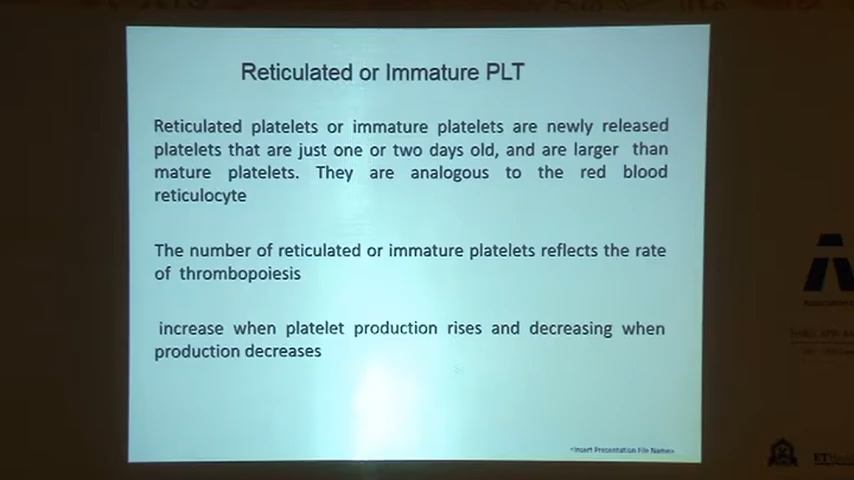 Reticulated or Immature PLT
Reticulated platelets or immature platelets are newly released
platelets that are just one or two days old, and are larger than
mature platelets. They are analogous to the red blood
reticulocyte
The number of reticulated or immature platelets reflects the rate
of thrombopoiesis
increase when platelet production rises and decreasing when
production decreases
<Insert Presentation File Name>